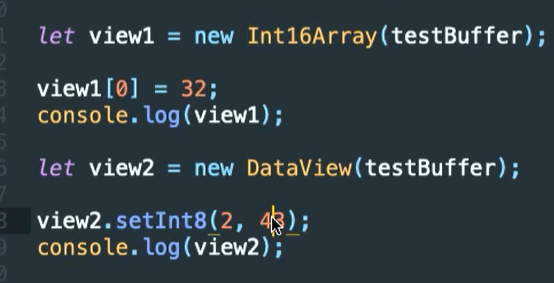 let view1 = new Int16Array(testBuffer);
view1[0] = 32;
console.log(view1);
let view2 = new DataView(testBuffer);
view2.setInt8(2, 43);
console.log(view2);